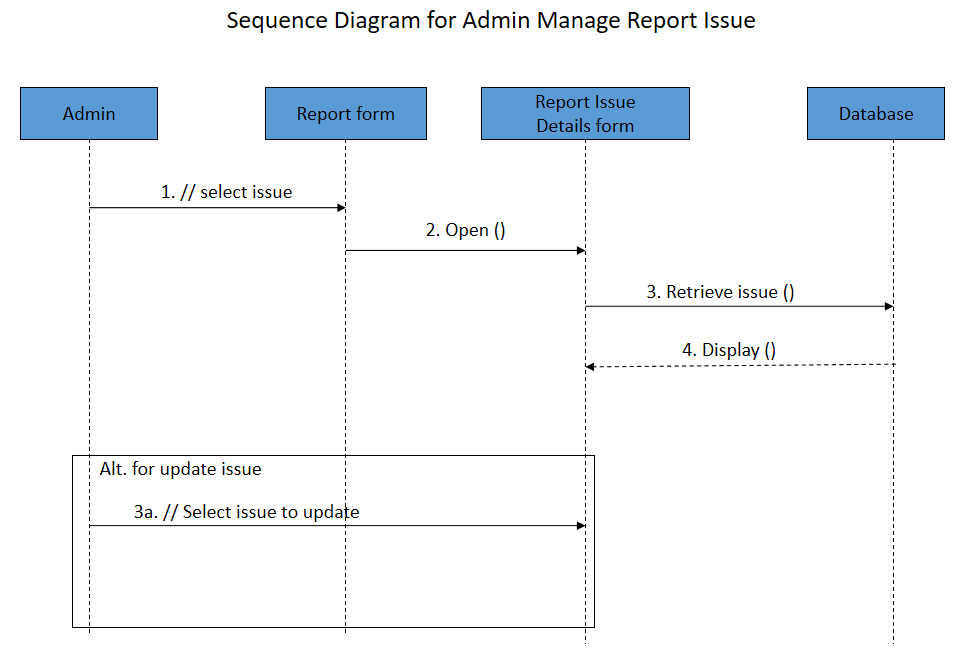 Sequence Diagram for Admin Manage Report Issue
Admin
Report form
Report Issue
Details form
Database
1. // select issue
2. Open ()
3. Retrieve issue ()
4. Display ()
Alt. for update issue
3a. // Select issue to update